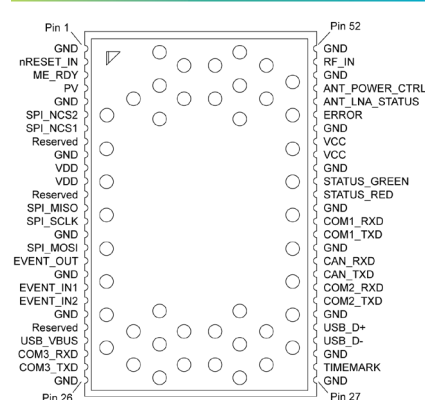 Pin 1
Pin 52
GND
nRESET_IN
ME_RDY
PV
GND
SPI_NCS2
SPI_NCS1
Reserved
GND
VDD
VDD
Reserved
SPI_MISO
SPI_SCLK
GND
SPI_MOSI
EVENT_OUT
GND
EVENT_IN1
EVENT_IN2
GND
Reserved
USB_VBUS
COM3_RXD
COM3_TXD
GND
Pin 26
GND
RF_IN
GND
ANT_POWER_CTRL
ANT_LNA_STATUS
ERROR
GND
VCC
VCC
GND
STATUS_GREEN
STATUS_RED
GND
COM1_RXD
COM1_TXD
GND
CAN_RXD
CAN_TXD
COM2_RXD
COM2_TXD
GND
USB_D+
USB_D-
GND
TIMEMARK
GND
Pin 27